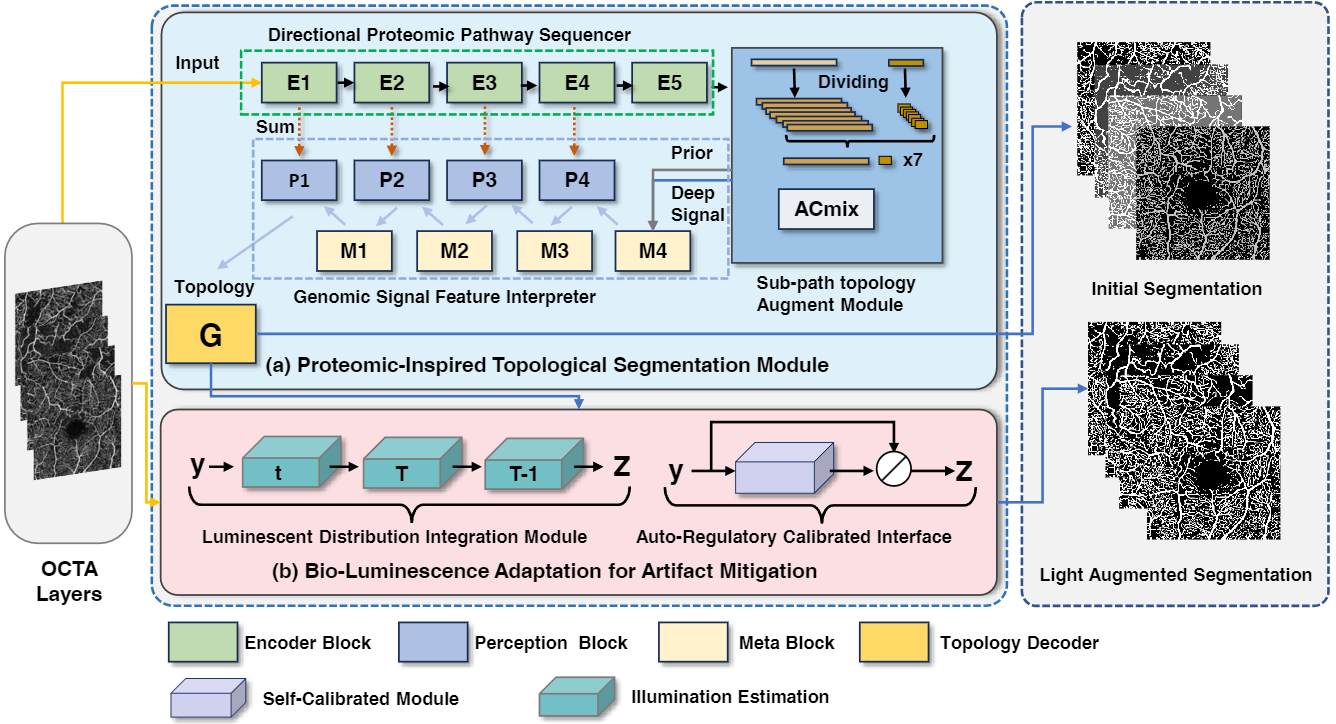 Directional Proteomic Pathway Sequencer
Input
E1
E2
E3
E4
E5
Dividing
Sum
P1
P2
P3
P4
Prior
x7
Deep
Signal
ACmix
M1
M2
M3
M4
Topology
Genomic Signal Feature Interpreter
Sub-path topology
Augment Module
G
(a) Proteomic-Inspired Topological Segmentation Module
Initial Segmentation
y
t
T
T-1
Z
y
Z
Luminescent Distribution Integration Module
Auto-Regulatory Calibrated Interface
(b) Bio-Luminescence Adaptation for Artifact Mitigation
OCTA
Layers
Light Augmented Segmentation
Encoder Block
Perception Block
Meta Block
Topology Decoder
Self-Calibrated Module
Illumination Estimation